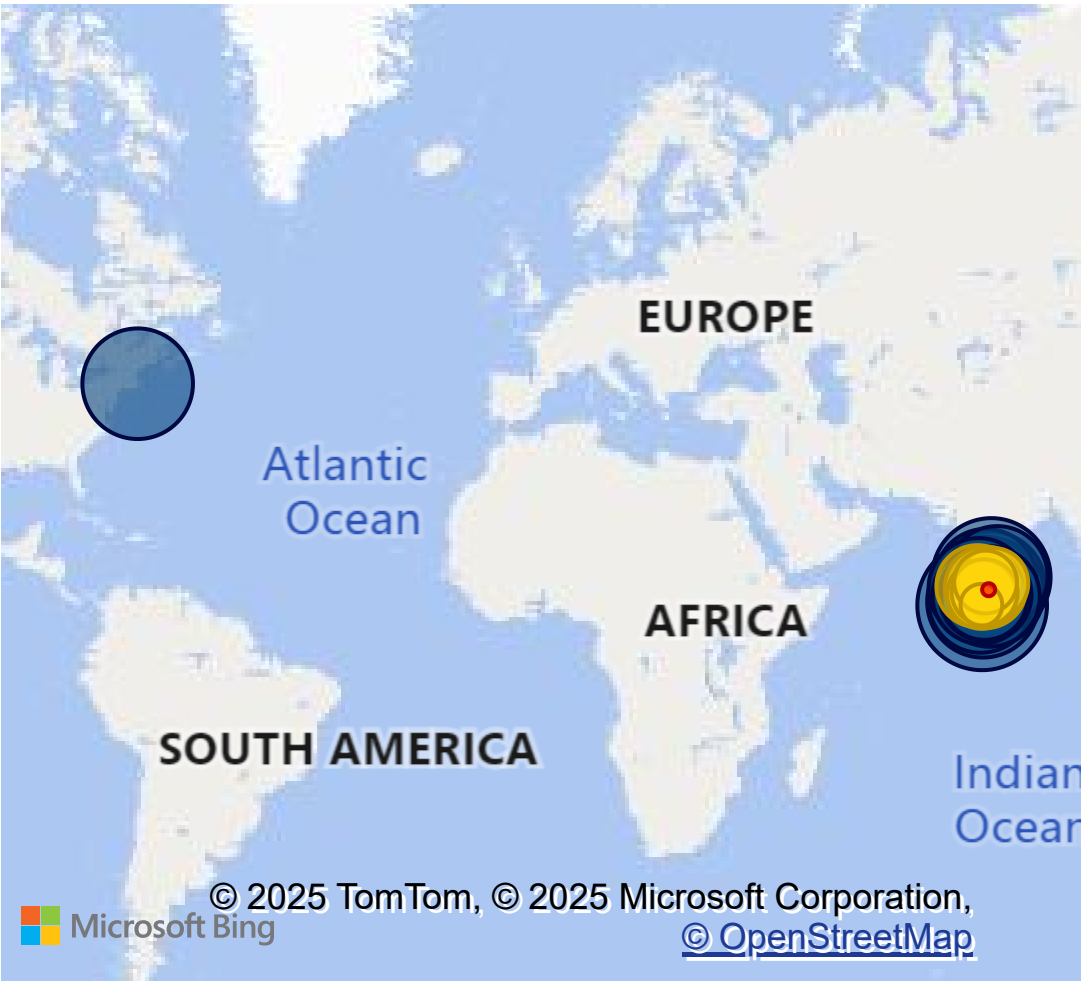 EUROPE
Atlantic
Ocean
AFRICA
SOUTH AMERICA
Indian
Ocean
© 2025 TomTom, © 2025 Microsoft Corporation,
Microsoft Bing
© OpenStreetMap